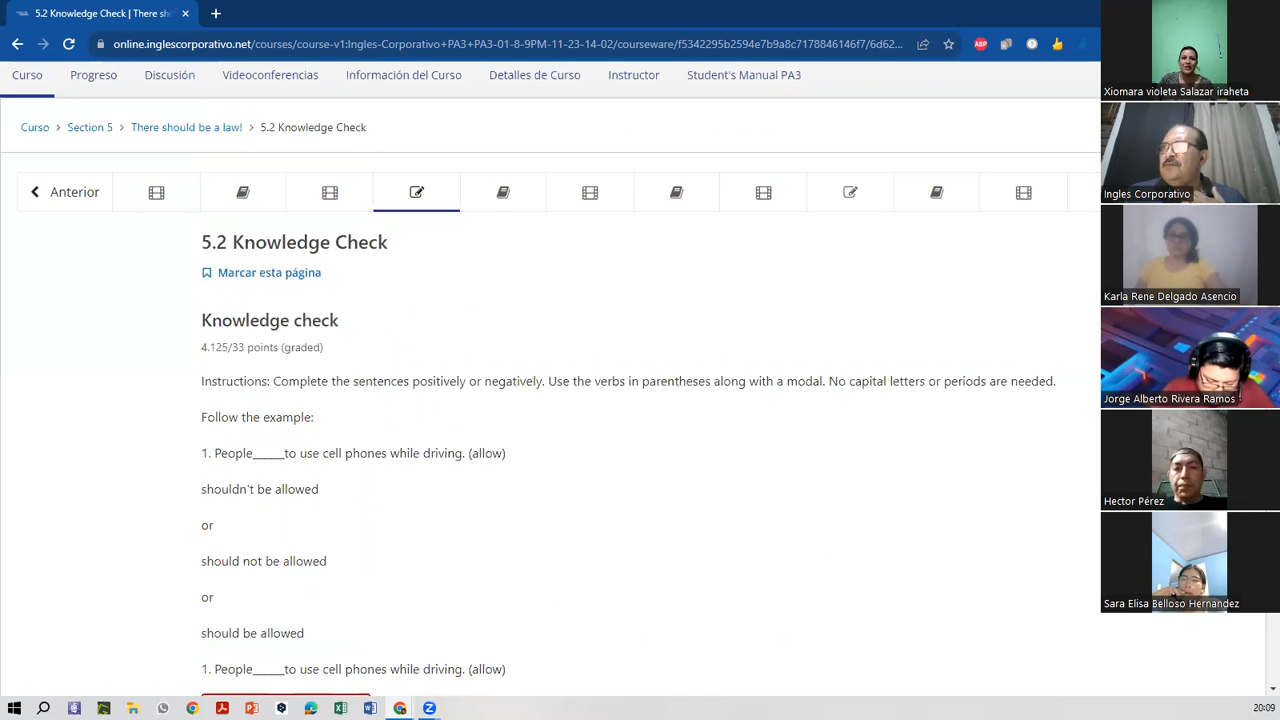 5.2 Knowledge Check | There sho
online.inglescorporativo.net/courses/course-v1:Ingles-Corporativo+PA3+PA3-01-8-9PM-11-23-14-02/courseware/f5342295b2594e7b9a8c7178846146f7/6d62...
ABP
Curso
Progreso
Discusión
Videoconferencias
Información del Curso
Detalles de Curso
Instructor
Student's Manual PA3
Curso > Section 5 > There should be a law! > 5.2 Knowledge Check
Anterior
5.2 Knowledge Check
Marcar esta página
Knowledge check
4.125/33 points (graded)
Instructions: Complete the sentences positively or negatively. Use the verbs in parentheses along with a modal. No capital letters or periods are needed.
Follow the example:
1. People______to use cell phones while driving. (allow)
shouldn't be allowed
or
should not be allowed
or
should be allowed
1. People______to use cell phones while driving. (allow)
Xiomara violeta Salazar iraheta
Ingles Corporativo
Karla Rene Delgado Asencio
Jorge Alberto Rivera Ramos
Hector Pérez
Sara Elisa Belloso Hernandez
20:09